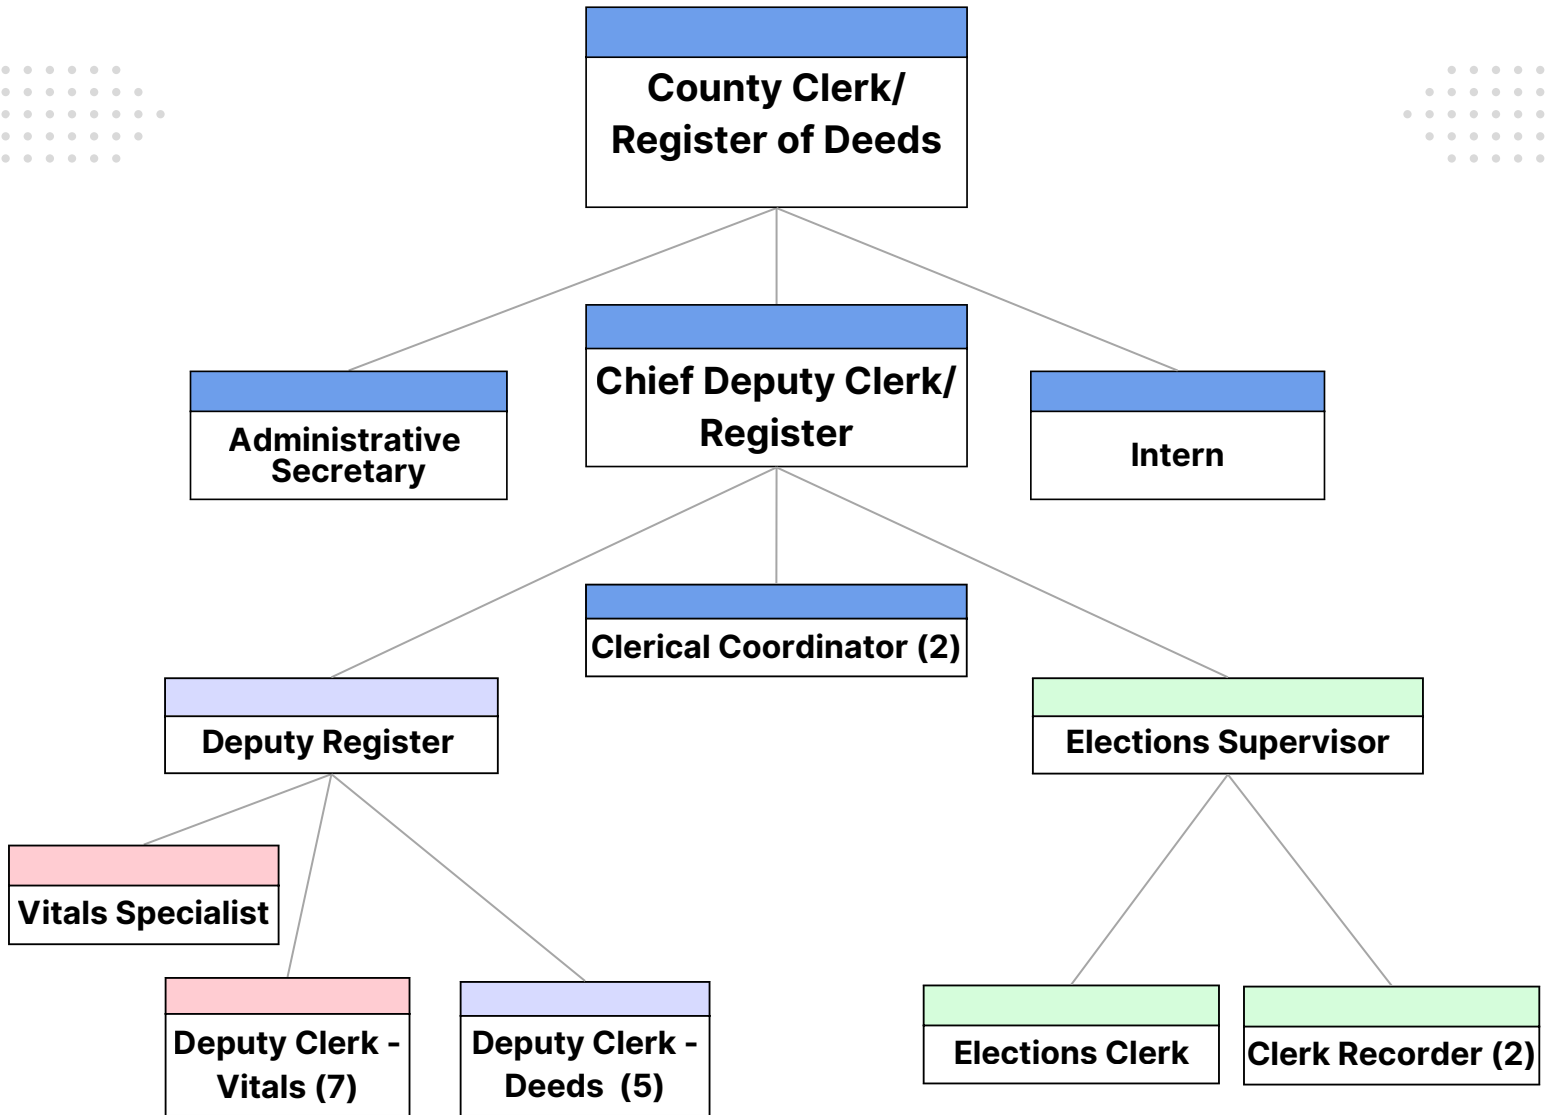 County Clerk/
Register of Deeds
Administrative
Secretary
Chief Deputy Clerk/
Register
Intern
Clerical Coordinator (2)
Deputy Register
Elections Supervisor
Vitals Specialist
Deputy Clerk -
Vitals (7)
Deputy Clerk -
Deeds  (5)
Elections Clerk
Clerk Recorder (2)